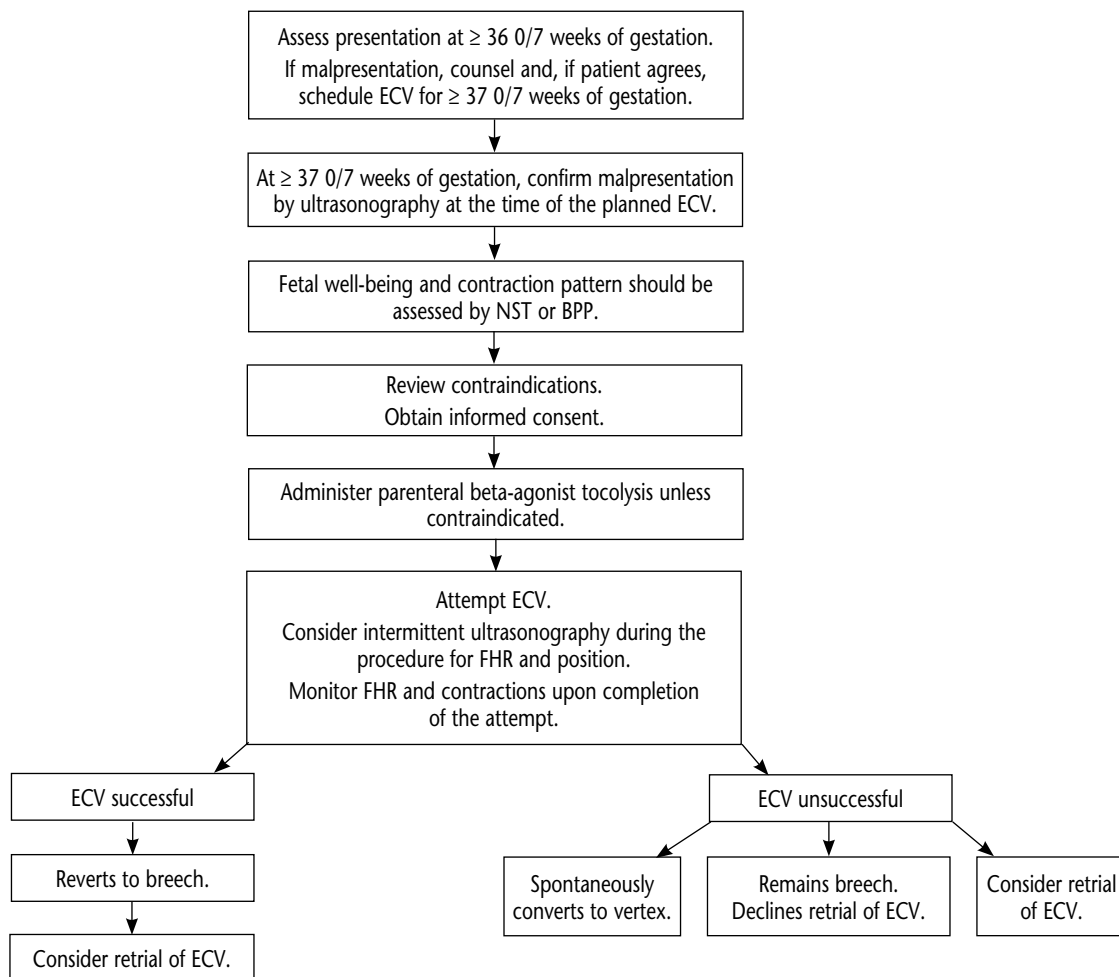 Assess presentation at ≥ 36 0/7 weeks of gestation.
If malpresentation, counsel and, if patient agrees,
schedule ECV for ≥ 37 0/7 weeks of gestation.
At ≥ 37 0/7 weeks of gestation, confirm malpresentation
by ultrasonography at the time of the planned ECV.
Fetal well-being and contraction pattern should be
assessed by NST or BPP.
Review contraindications.
Obtain informed consent.
Administer parenteral beta-agonist tocolysis unless
contraindicated.
Attempt ECV.
Consider intermittent ultrasonography during the
procedure for FHR and position.
Monitor FHR and contractions upon completion
of the attempt.
ECV successful
Reverts to breech.
Consider retrial of ECV.
ECV unsuccessful
Spontaneously
converts to vertex.
Remains breech.
Declines retrial of ECV.
Consider retrial
of ECV.